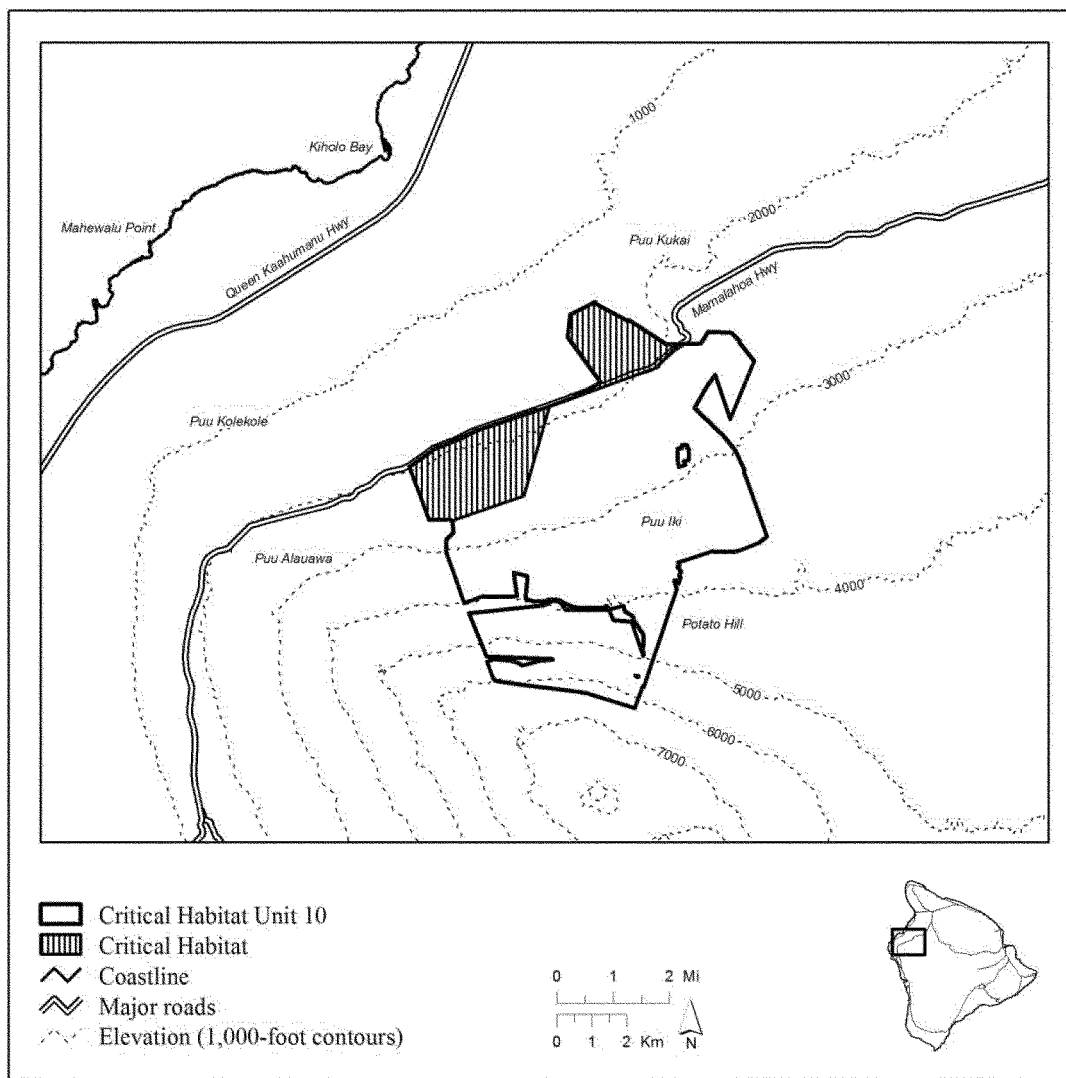 1000
Kiholo Bay
Mahewalu Point
2000
Puu Kukai
Queen Kaahumanu Hwy
Mamalahoa Hwy
3000
Puu Kolekole
Puu Iki
Puu Alauawa
4000
Potato Hill
5000
6000
7000
Critical Habitat Unit 10
Critical Habitat
Coastline
Major roads
Elevation (1,000-foot contours)
0 1 2 Mi
0 1 2 Km
N